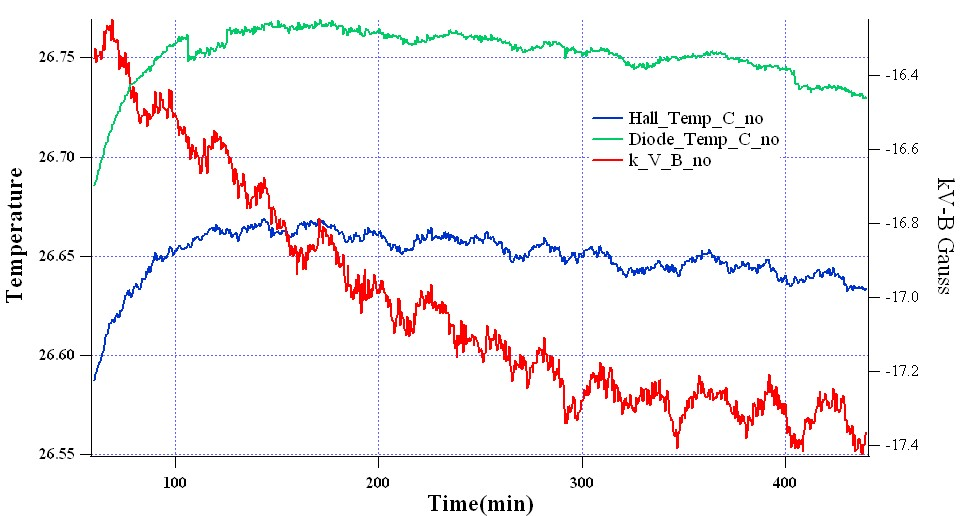 26.75
26.70
26.65
26.60
26.55
Temperature
-16.4
-16.6
-16.8
-17.0
-17.2
-17.4
kV-B Gauss
Hall_Temp_C_no
Diode_Temp_C_no
k_V_B_no
100
200
300
400
Time(min)